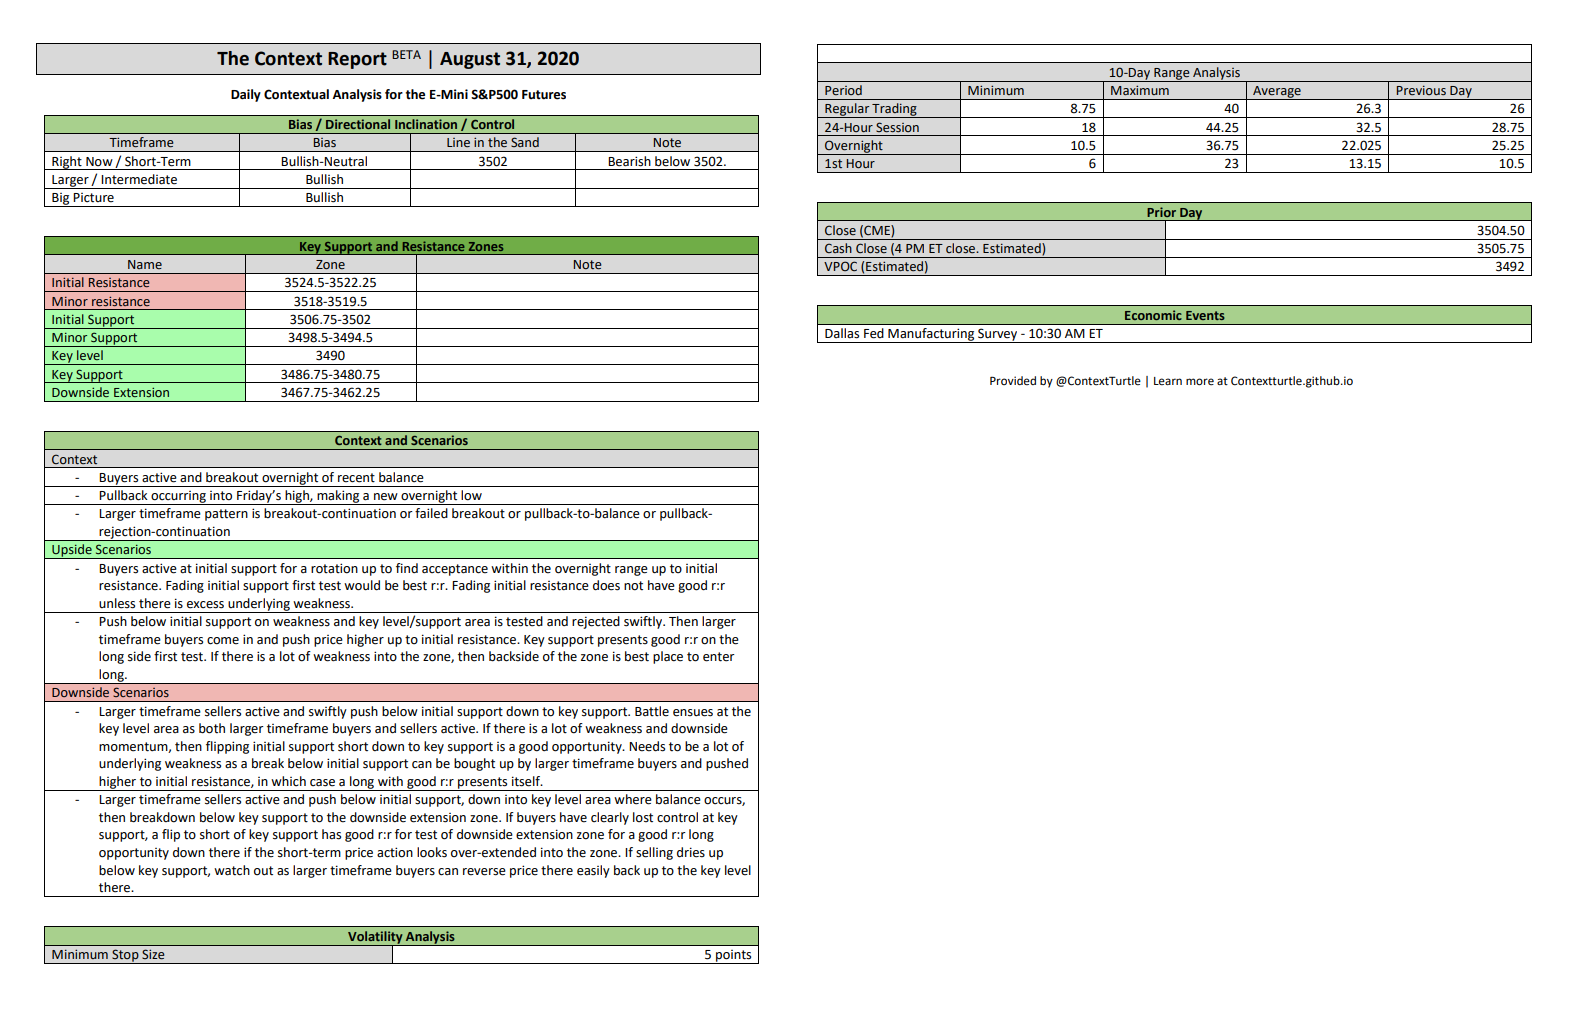 The Context Report BETA | August 31, 2020
Daily Contextual Analysis for the E-Mini S&P500 Futures
Bias / Directional Inclination / Control
Timeframe Bias Line in the Sand Note
Right Now / Short-Term Bullish-Neutral 3502 Bearish below 3502.
Larger / Intermediate Bullish
Big Picture Bullish
Key Support and Resistance Zones
Name Zone Note
Initial Resistance 3524.5-3522.25
Minor resistance 3518-3519.5
Initial Support 3506.75-3502
Minor Support 3498.5-3494.5
Key level 3490
Key Support 3486.75-3480.75
Downside Extension 3467.75-3462.25
Context and Scenarios
Context
- Buyers active and breakout overnight of recent balance
- Pullback occurring into Friday’s high, making a new overnight low
- Larger timeframe pattern is breakout-continuation or failed breakout or pullback-to-balance or pullback-
rejection-continuation
Upside Scenarios
- Buyers active at initial support for a rotation up to find acceptance within the overnight range up to initial
resistance. Fading initial support first test would be best r:r. Fading initial resistance does not have good r:r
unless there is excess underlying weakness.
- Push below initial support on weakness and key level/support area is tested and rejected swiftly. Then larger
timeframe buyers come in and push price higher up to initial resistance. Key support presents good r:r on the
long side first test. If there is a lot of weakness into the zone, then backside of the zone is best place to enter
long.
Downside Scenarios
- Larger timeframe sellers active and swiftly push below initial support down to key support. Battle ensues at the
key level area as both larger timeframe buyers and sellers active. If there is a lot of weakness and downside
momentum, then flipping initial support short down to key support is a good opportunity. Needs to be a lot of
underlying weakness as a break below initial support can be bought up by larger timeframe buyers and pushed
higher to initial resistance, in which case a long with good r:r presents itself.
- Larger timeframe sellers active and push below initial support, down into key level area where balance occurs,
then breakdown below key support to the downside extension zone. If buyers have clearly lost control at key
support, a flip to short of key support has good r:r for test of downside extension zone for a good r:r long
opportunity down there if the short-term price action looks over-extended into the zone. If selling dries up
below key support, watch out as larger timeframe buyers can reverse price there easily back up to the key level
there.
Volatility Analysis
Minimum Stop Size 5 points
10-Day Range Analysis
Period Minimum Maximum Average Previous Day
Regular Trading 8.75 40 26.3 26
24-Hour Session 18 44.25 32.5 28.75
Overnight 10.5 36.75 22.025 25.25
1st Hour 6 23 13.15 10.5
Prior Day
Close (CME) 3504.50
Cash Close (4 PM ET close. Estimated) 3505.75
VPOC (Estimated) 3492
Economic Events
Dallas Fed Manufacturing Survey - 10:30 AM ET
Provided by @ContextTurtle | Learn more at Contextturtle.github.io